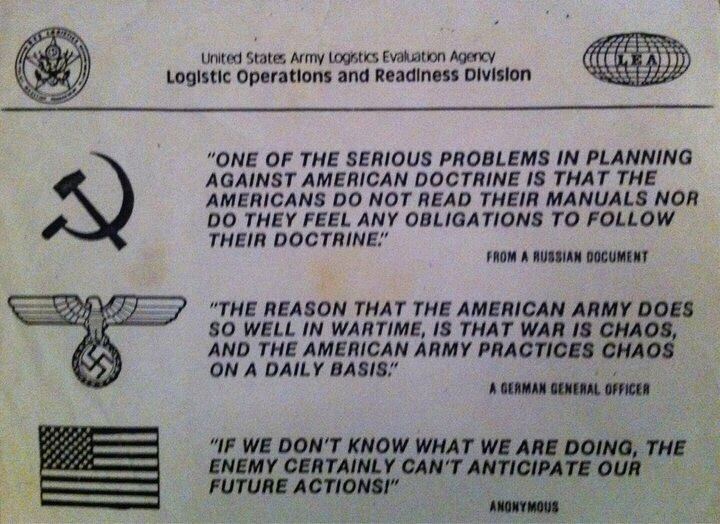 United States Army Logistics Evaluation Agency
Logistic Operations and Readiness Division
LEA
"ONE OF THE SERIOUS PROBLEMS IN PLANNING
AGAINST AMERICAN DOCTRINE IS THAT THE
AMERICANS DO NOT READ THEIR MANUALS NOR
DO THEY FEEL ANY OBLIGATIONS TO FOLLOW
THEIR DOCTRINE."
FROM A RUSSIAN DOCUMENT
"THE REASON THAT THE AMERICAN ARMY DOES
SO WELL IN WARTIME, IS THAT WAR IS CHAOS,
AND THE AMERICAN ARMY PRACTICES CHAOS
ON A DAILY BASIS."
A GERMAN GENERAL OFFICER
"IF WE DON'T KNOW WHAT WE ARE DOING, THE
ENEMY CERTAINLY CAN'T ANTICIPATE OUR
FUTURE ACTIONS!"
ANONYMOUS